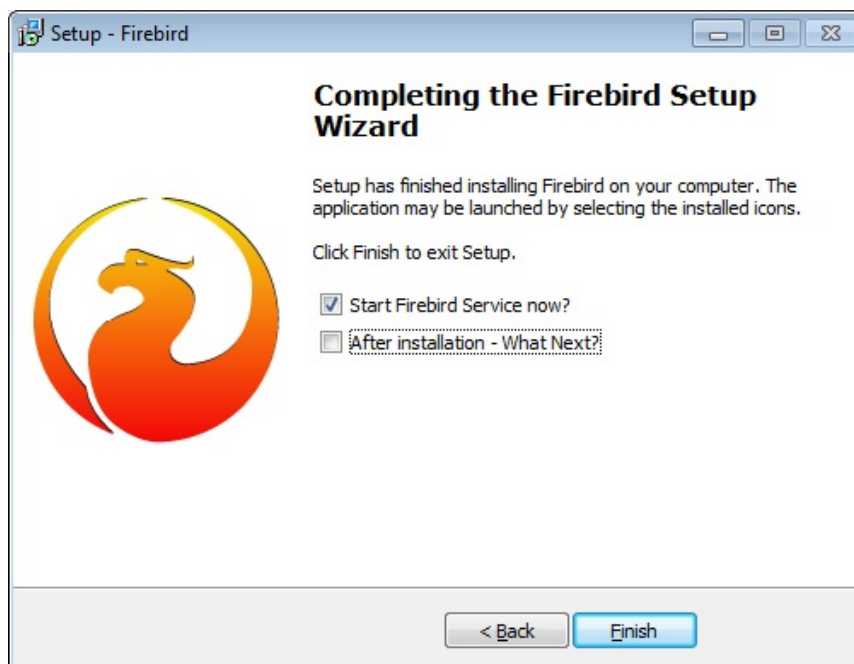 Setup - Firebird
Completing the Firebird Setup
Wizard
Setup has finished installing Firebird on your computer. The
application may be launched by selecting the installed icons.
Click Finish to exit Setup.
Start Firebird Service now?
After installation - What Next?
< Back
Finish